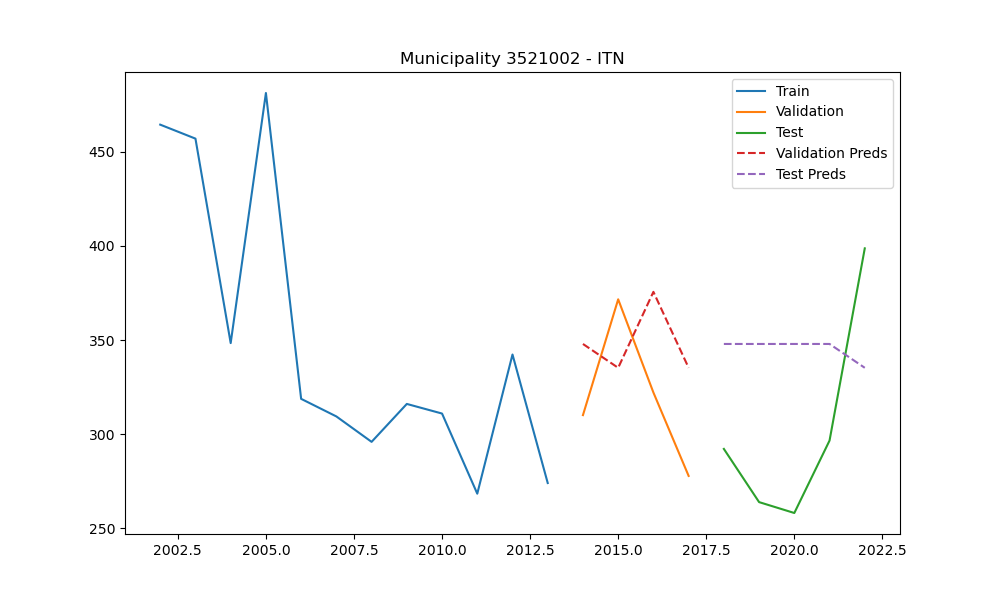 Municipality 3521002 - ITN
Train
Validation
Test
Validation Preds
Test Preds
450
400
350
300
250
2002.5 2005.0 2007.5 2010.0 2012.5 2015.0 2017.5 2020.0 2022.5